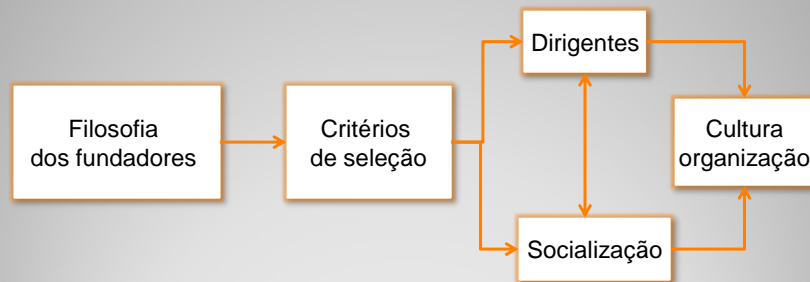 Filosofia
dos fundadores
Critérios
de seleção
Dirigentes
Socialização
Cultura
organização